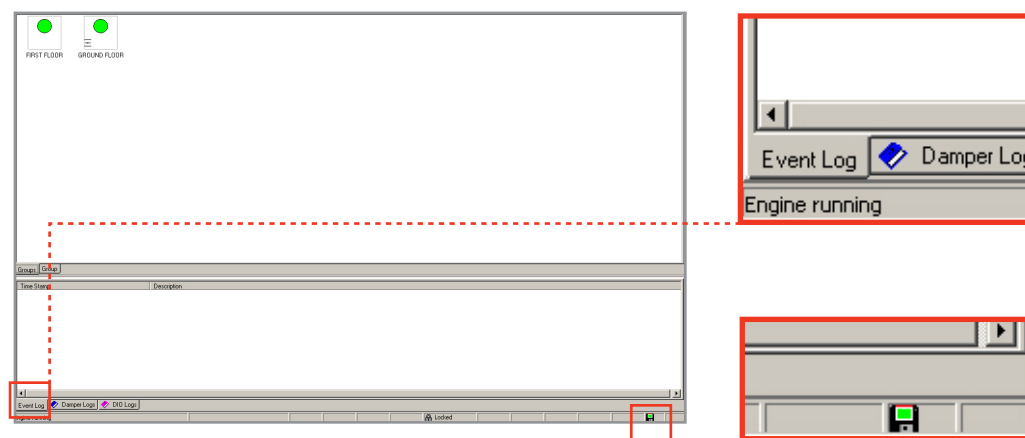 FIRST FLOOR
GROUND FLOOR
Groups
Group
Time Stamp
Description
Event Log
Damper Logs
DIO Logs
Locked
Event Log
Damper Log
Engine running